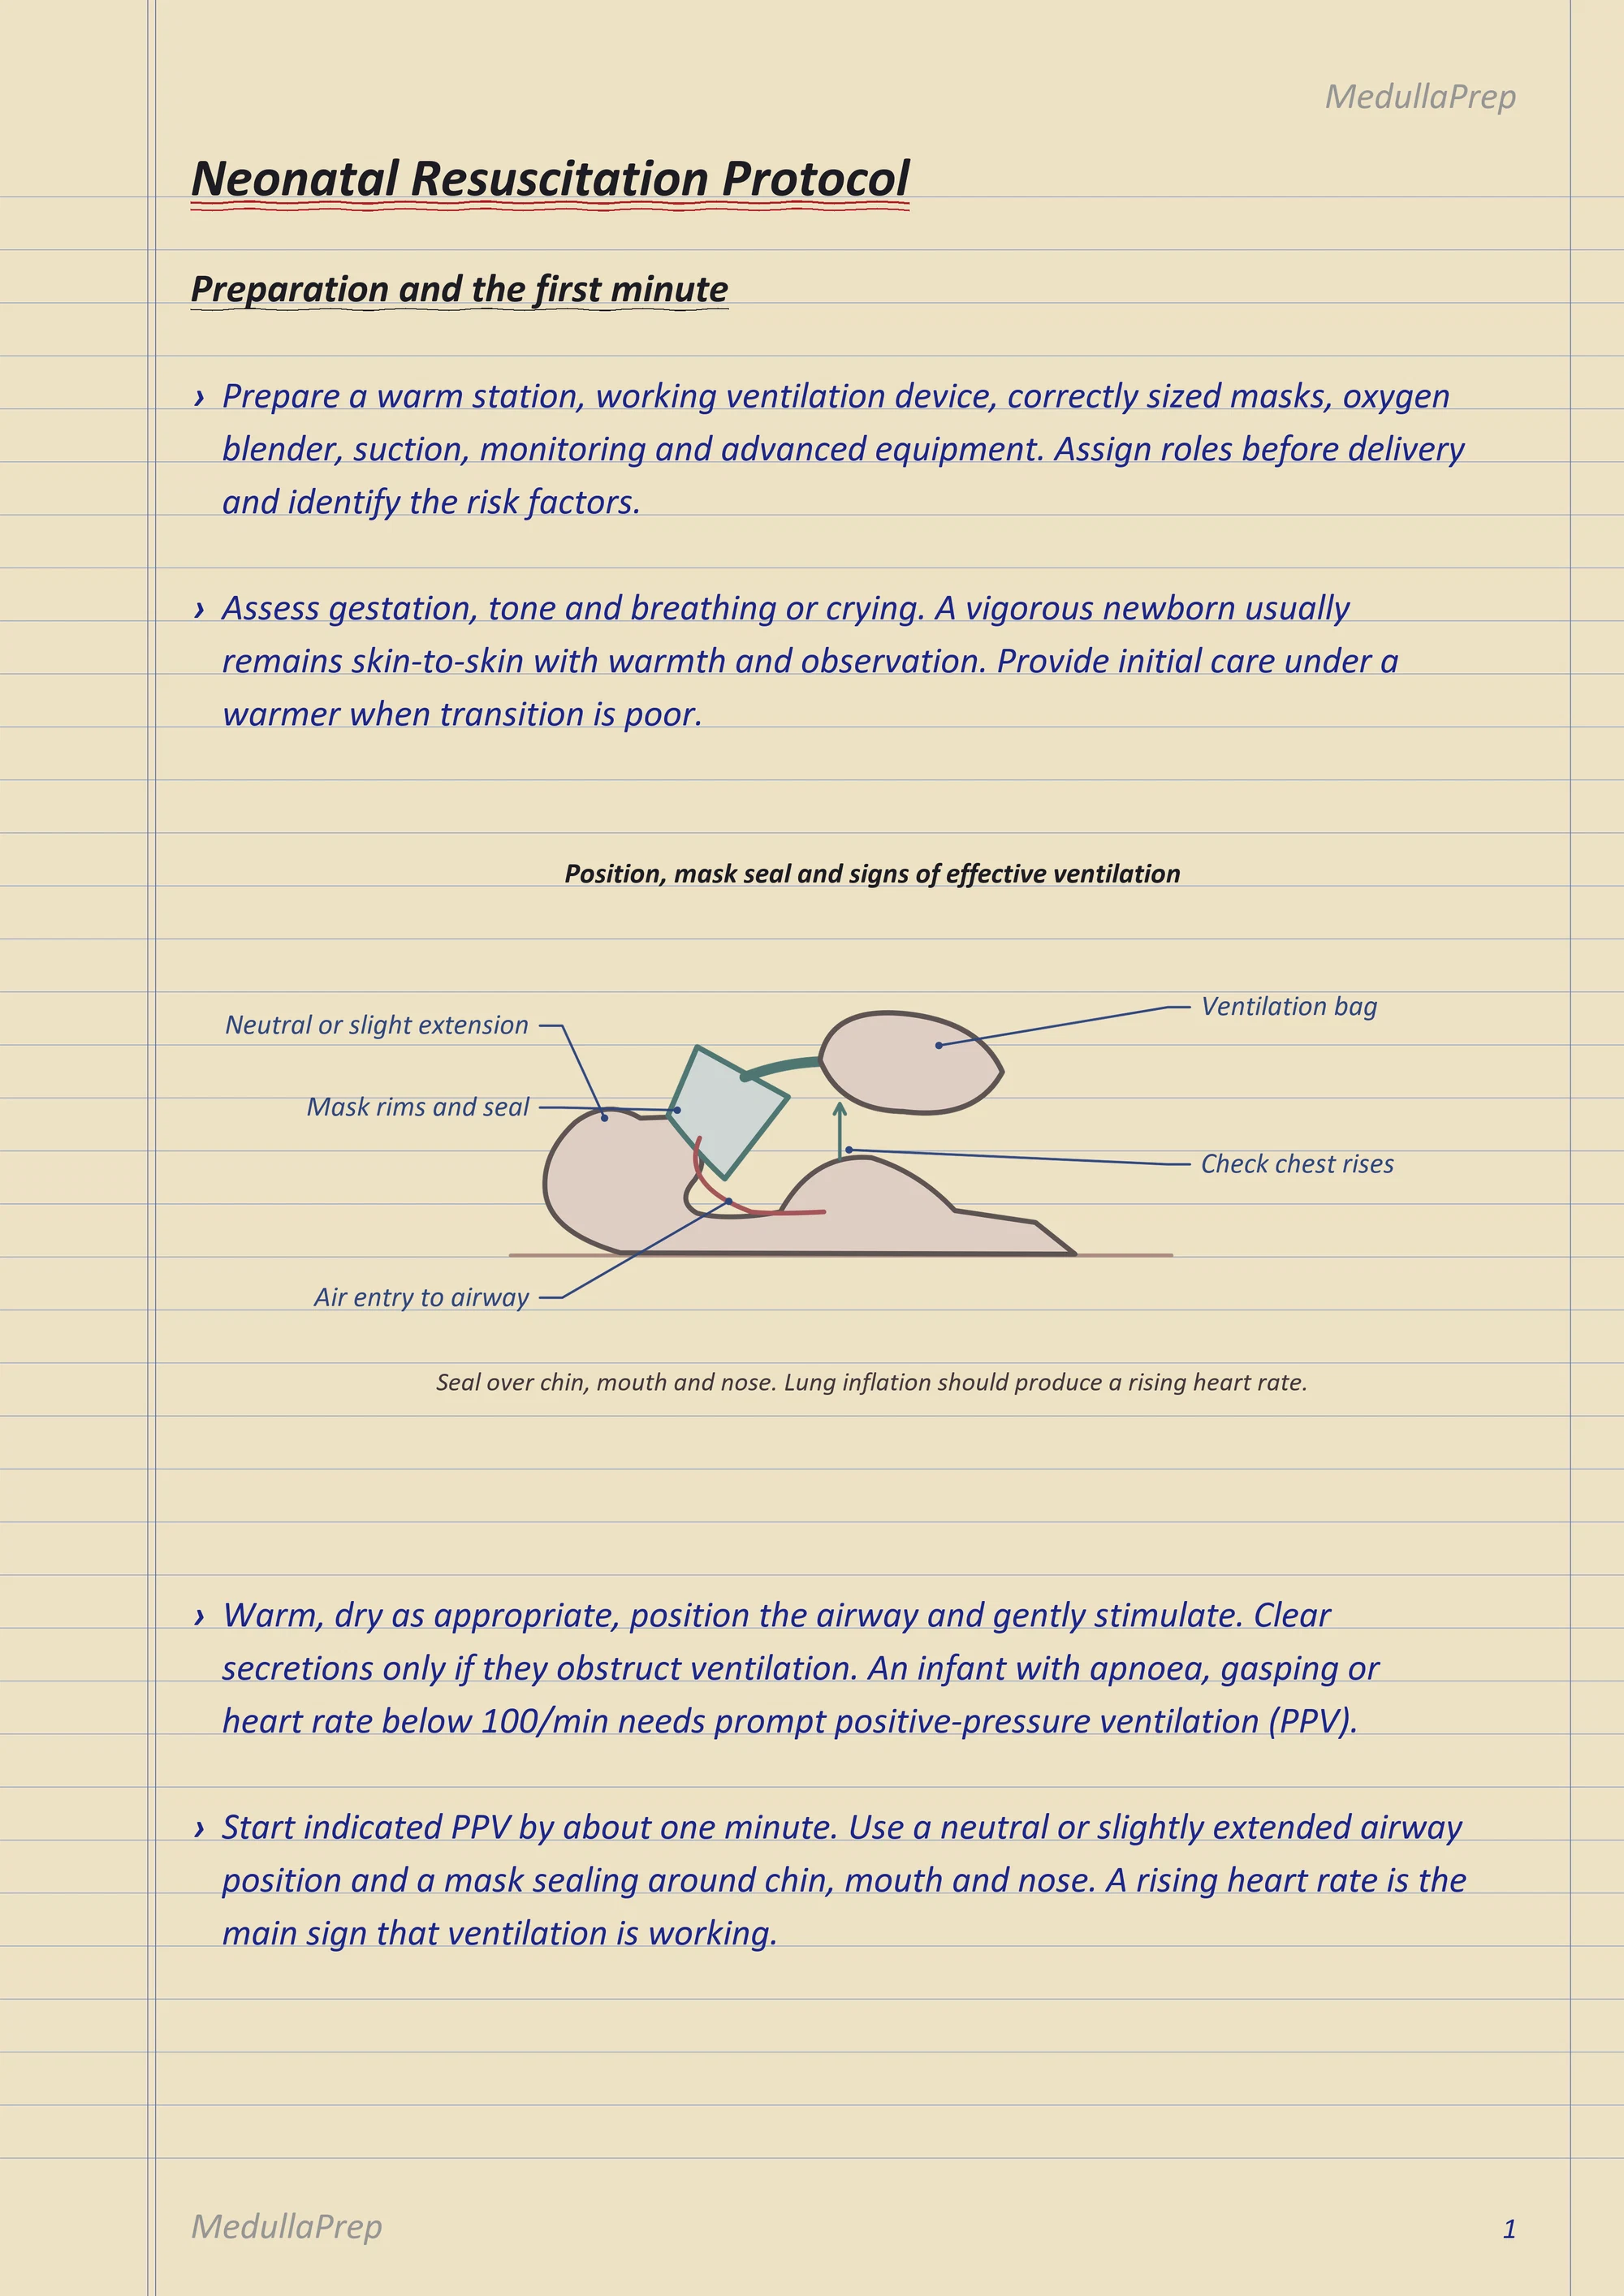 MedullaPrep
Neonatal Resuscitation Protocol
Preparation and the first minute
› Prepare a warm station, working ventilation device, correctly sized masks, oxygen
blender, suction, monitoring and advanced equipment. Assign roles before delivery
and identify the risk factors.
› Assess gestation, tone and breathing or crying. A vigorous newborn usually
remains skin-to-skin with warmth and observation. Provide initial care under a
warmer when transition is poor.
Position, mask seal and signs of effective ventilation
Ventilation bag
Neutral or slight extension
Mask rims and seal
Check chest rises
Air entry to airway
Seal over chin, mouth and nose. Lung inflation should produce a rising heart rate.
› Warm, dry as appropriate, position the airway and gently stimulate. Clear
secretions only if they obstruct ventilation. An infant with apnoea, gasping or
heart rate below 100/min needs prompt positive-pressure ventilation (PPV).
› Start indicated PPV by about one minute. Use a neutral or slightly extended airway
position and a mask sealing around chin, mouth and nose. A rising heart rate is the
main sign that ventilation is working.
MedullaPrep
1